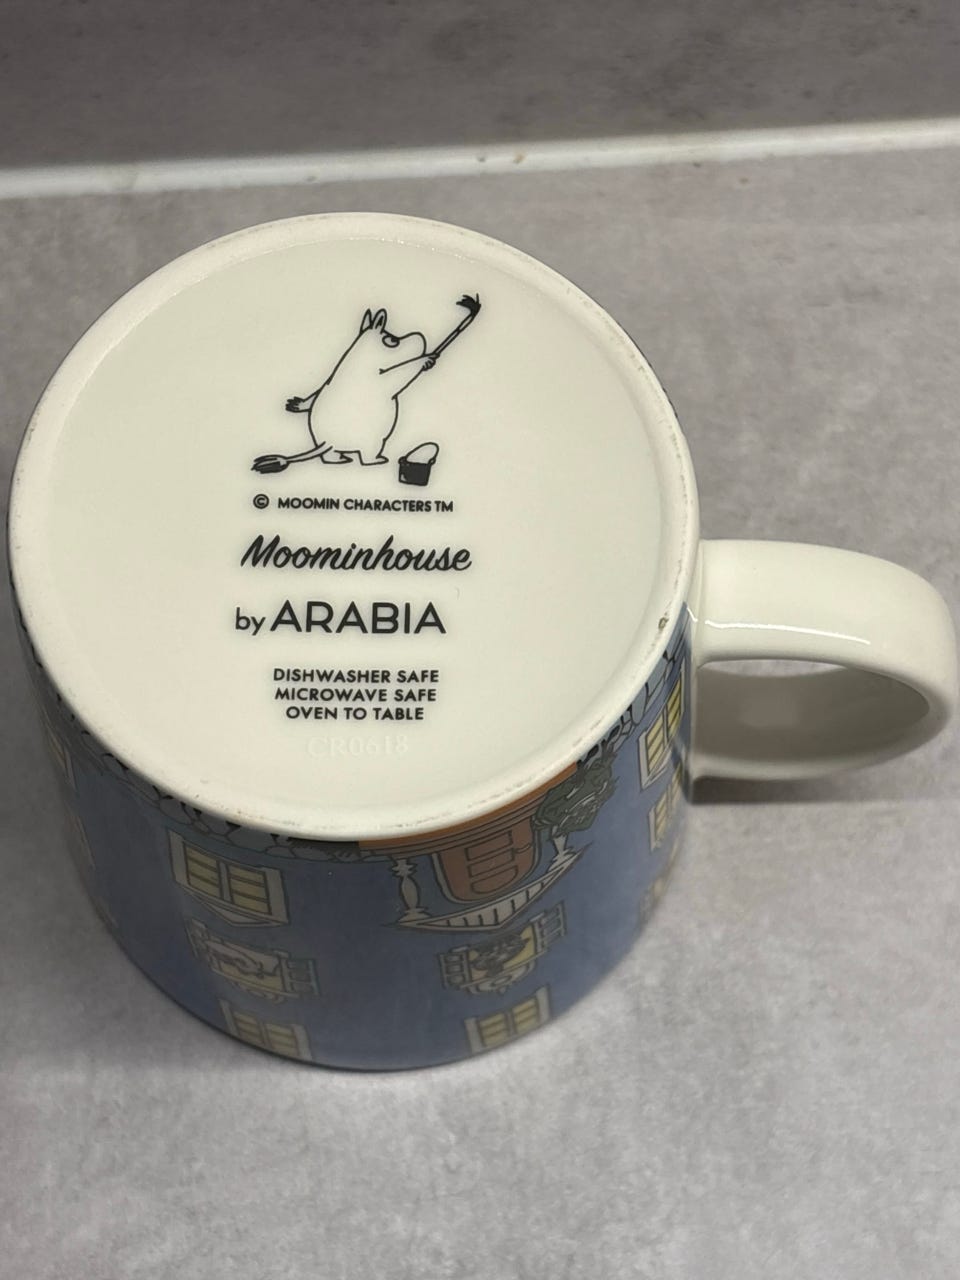 © MOOMIN CHARACTERS TM
Moominhouse
by ARABIA
DISHWASHER SAFE
MICROWAVE SAFE
OVEN TO TABLE
CR0618